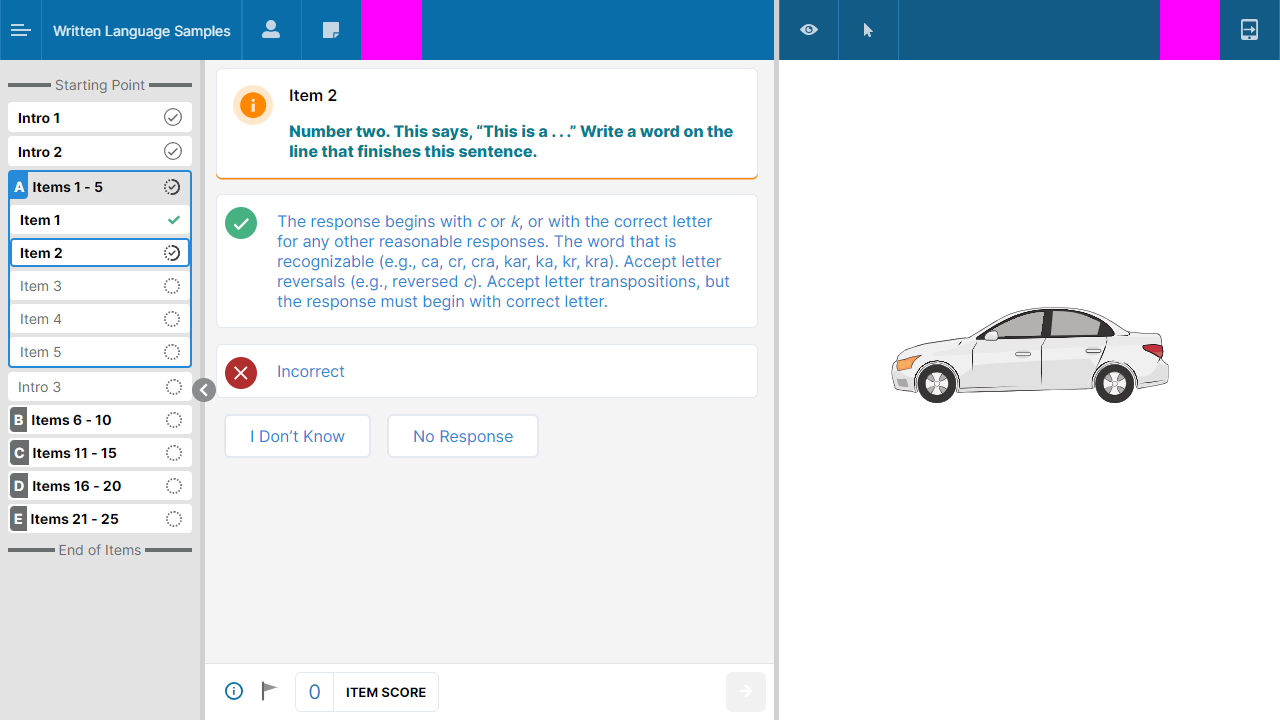 Written Language Samples
Starting Point
Intro 1
Intro 2
A Items 1 - 5
Item 1
Item 2
Item 3
Item 4
Item 5
Intro 3
B Items 6 - 10
C Items 11 - 15
D Items 16 - 20
E Items 21 - 25
End of Items
Item 2
Number two. This says, “This is a . . .” Write a word on the
line that finishes this sentence.
The response begins with c or k, or with the correct letter
for any other reasonable responses. The word that is
recognizable (e.g., ca, cr, cra, kar, ka, kr, kra). Accept letter
reversals (e.g., reversed c). Accept letter transpositions, but
the response must begin with correct letter.
Incorrect
I Don’t Know
No Response
0 ITEM SCORE